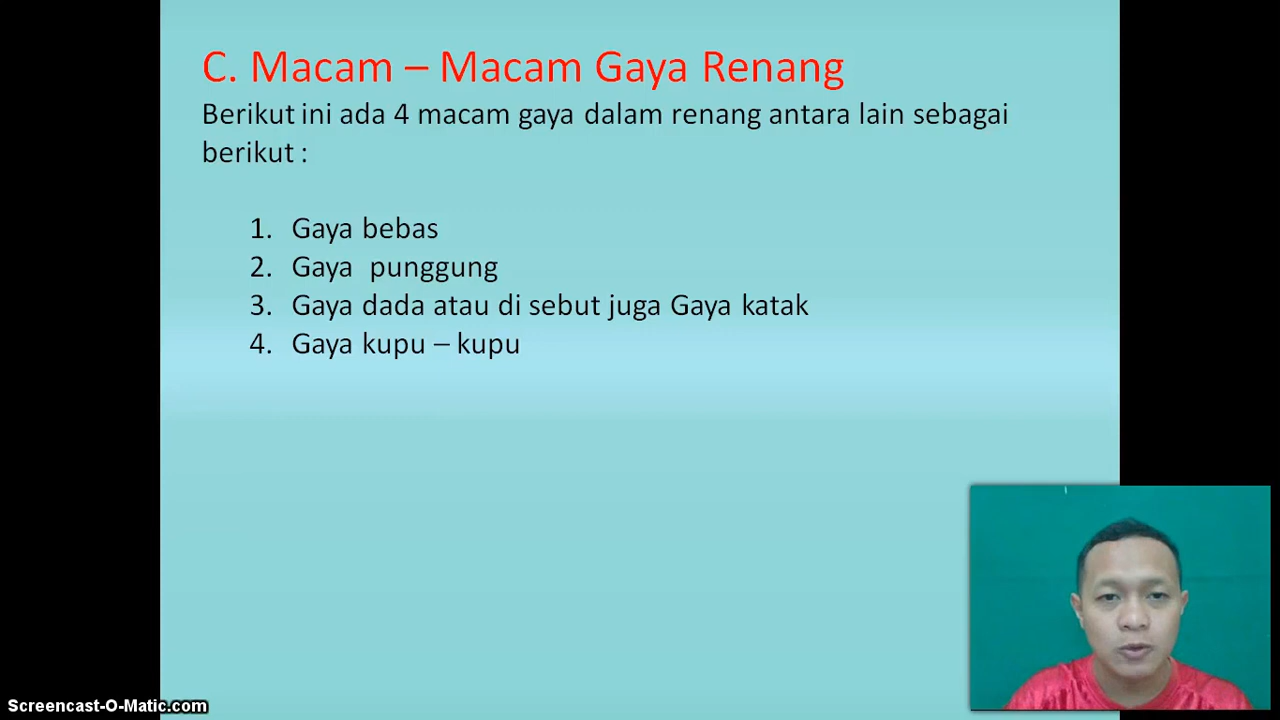 C. Macam – Macam Gaya Renang
Berikut ini ada 4 macam gaya dalam renang antara lain sebagai
berikut :
1. Gaya bebas
2. Gaya punggung
3. Gaya dada atau di sebut juga Gaya katak
4. Gaya kupu – kupu
Screencast-O-Matic.com